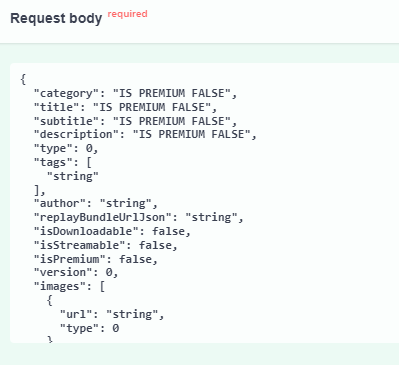 Request body required
{
"category": "IS PREMIUM FALSE",
"title": "IS PREMIUM FALSE",
"subtitle": "IS PREMIUM FALSE",
"description": "IS PREMIUM FALSE",
"type": 0,
"tags": [
"string"
],
"author": "string",
"replayBundleUrlJson": "string",
"isDownloadable": false,
"isStreamable": false,
"isPremium": false,
"version": 0,
"images": [
{
"url": "string",
"type": 0
}